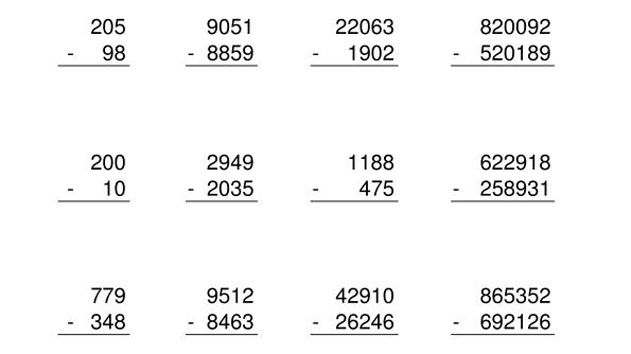 205 9051 22063 820092
- 98 - 8859 - 1902 - 520189
200 2949 1188 622918
- 10 - 2035 - 475 - 258931
779 9512 42910 865352
- 348 - 8463 - 26246 - 692126